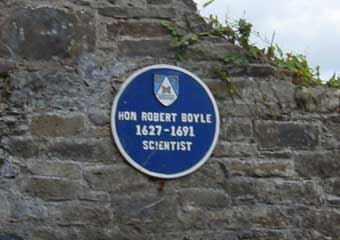 HON ROBERT BOYLE
1627-1691
SCIENTIST